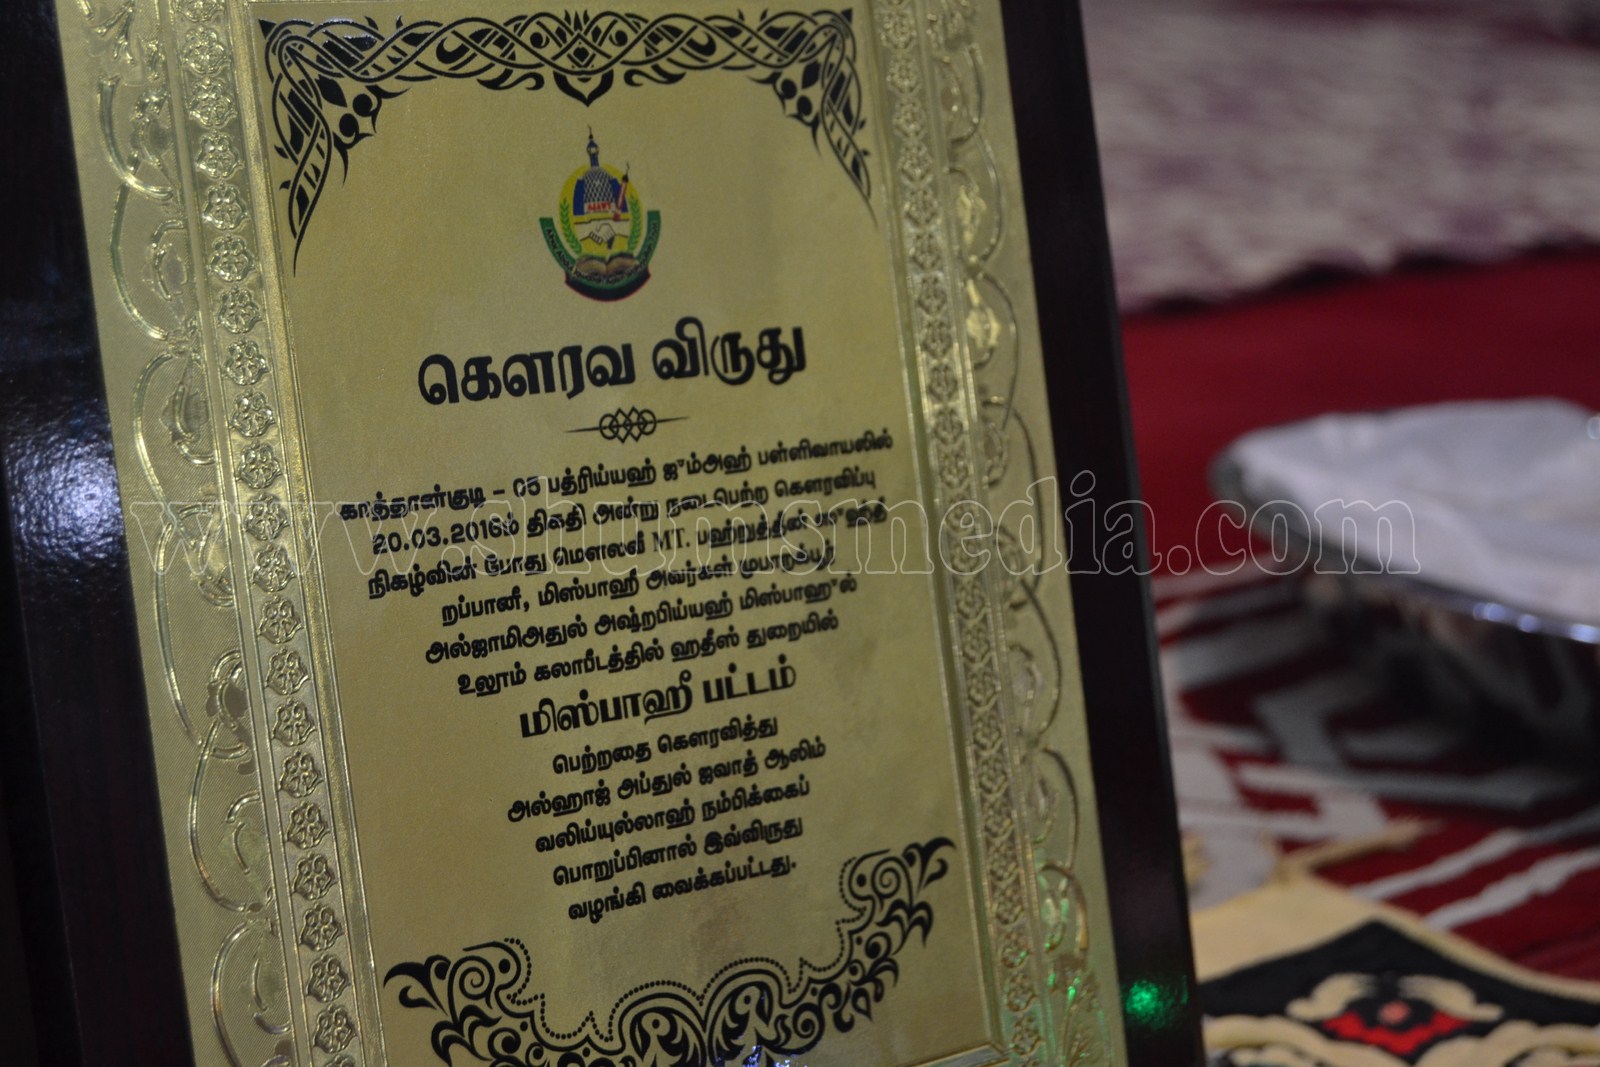 கௌரவ விருது
காத்தான்குடி – 05 பத்ரிய்யஹ் ஜும்அஹ் பள்ளிவாயலில்
20.03.2016ம் திகதி அன்று நடைபெற்ற கௌரவிப்பு
நிகழ்வின் போது மௌலவீ MT.
றப்பானீ, மிஸ்பாஹீ அவர்கள் முபாறக்பூர்
அல்ஜாமிஅதுல் அஷ்றபிய்யஹ் மிஸ்பாஹுல்
உலூம் கலாபீடத்தில் ஹதீஸ் துறையில்
மிஸ்பாஹீ பட்டம்
பெற்றதை கௌரவித்து
அல்ஹாஜ் அப்துல் ஜவாத் ஆலிம்
வலிய்யுல்லாஹ் நம்பிக்கைப்
பொறுப்பினால் இவ்விருது
வழங்கி வைக்கப்பட்டது.
www.shumsmedia.com